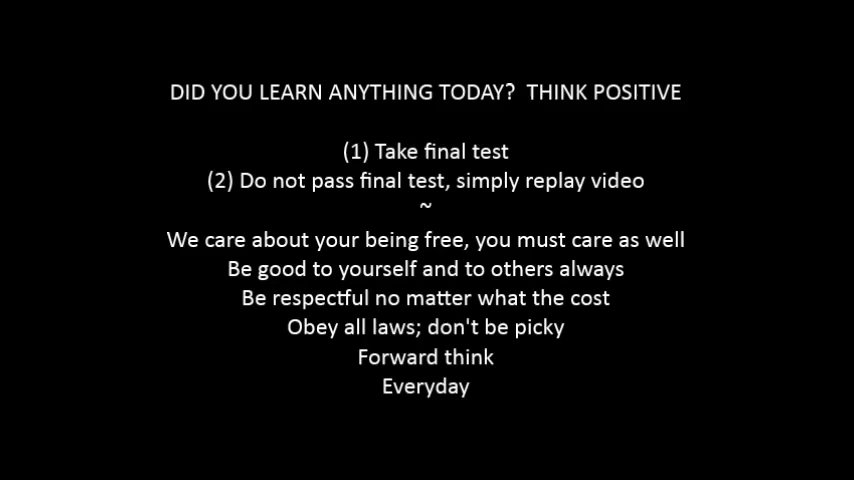 DID YOU LEARN ANYTHING TODAY?  THINK POSITIVE
(1) Take final test
(2) Do not pass final test, simply replay video
~
We care about your being free, you must care as well
Be good to yourself and to others always
Be respectful no matter what the cost
Obey all laws; don't be picky
Forward think
Everyday